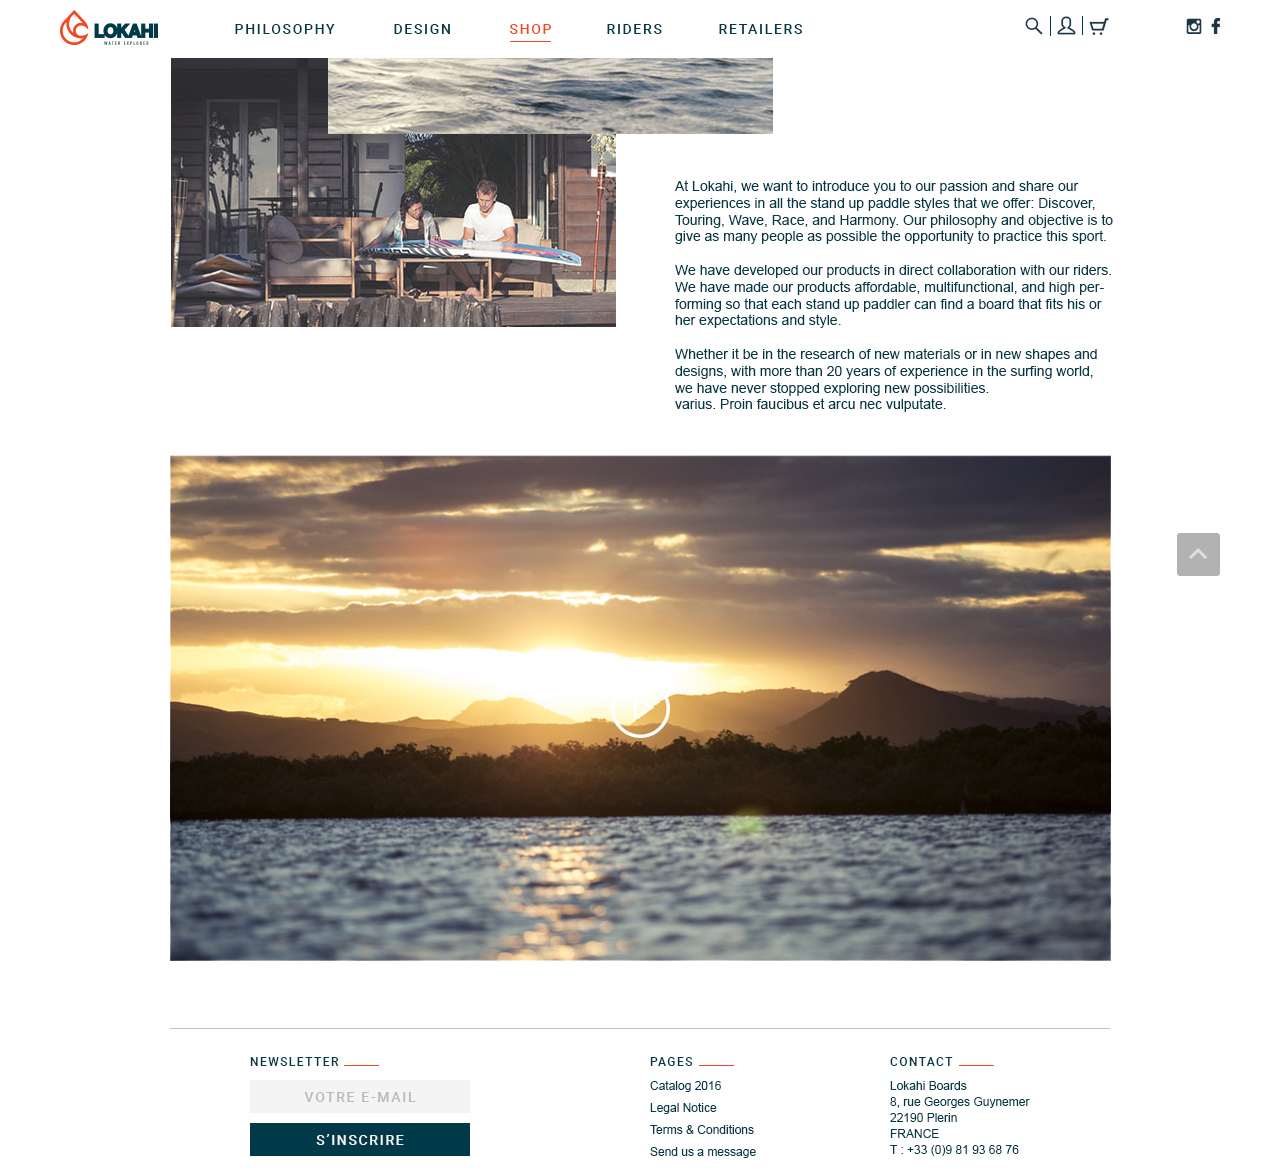 LOKAHI
WATER EXPLORER
PHILOSOPHY
DESIGN
SHOP
RIDERS
RETAILERS
At Lokahi, we want to introduce you to our passion and share our
experiences in all the stand up paddle styles that we offer: Discover,
Touring, Wave, Race, and Harmony. Our philosophy and objective is to
give as many people as possible the opportunity to practice this sport.
We have developed our products in direct collaboration with our riders.
We have made our products affordable, multifunctional, and high per-
forming so that each stand up paddler can find a board that fits his or
her expectations and style.
Whether it be in the research of new materials or in new shapes and
designs, with more than 20 years of experience in the surfing world,
we have never stopped exploring new possibilities.
varius. Proin faucibus et arcu nec vulputate.
NEWSLETTER
VOTRE E-MAIL
S’INSCRIRE
PAGES
Catalog 2016
Legal Notice
Terms & Conditions
Send us a message
CONTACT
Lokahi Boards
8, rue Georges Guynemer
22190 Plerin
FRANCE
T : +33 (0)9 81 93 68 76